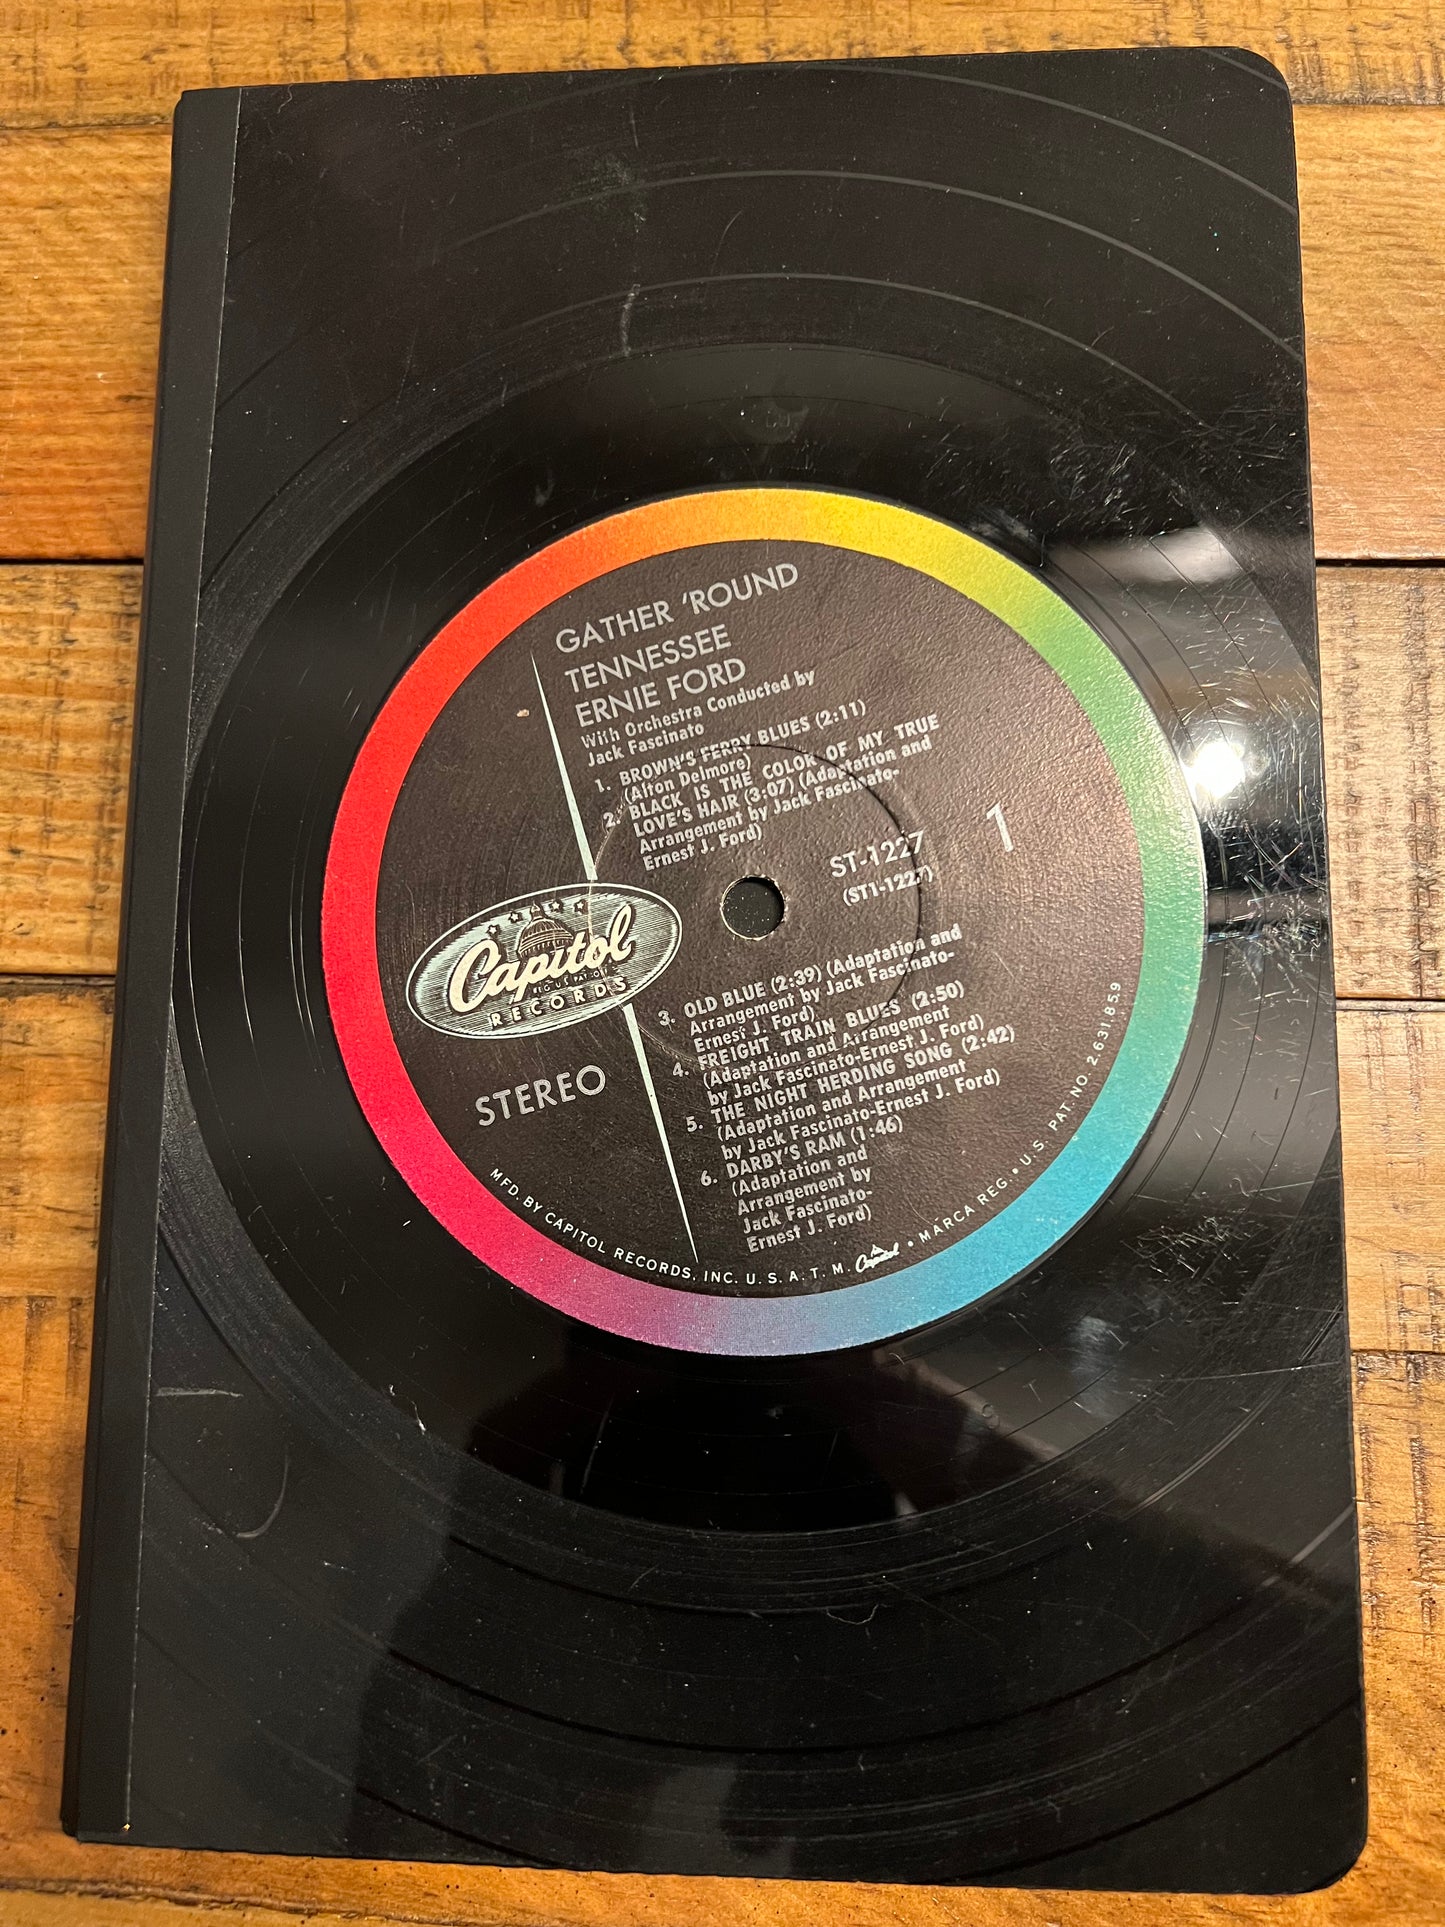 GATHER 'ROUND
TENNESSEE
ERNIE FORD
With Orchestra Conducted by
Jack Fascinato
1. BROWN'S FERRY BLUES (2:11)
(Alton Delmore)
2. BLACK IS THE COLOR OF MY TRUE
LOVE'S HAIR (3:07) (Adaptation and
Arrangement by Jack Fascinato-
Ernest J. Ford)
ST-1227
(ST1-1227)
1
Capitol
RECORDS
STEREO
3. OLD BLUE (2:39) (Adaptation and
Arrangement by Jack Fascinato-
Ernest J. Ford)
4. FREIGHT TRAIN BLUES (2:50)
(Adaptation and Arrangement
by Jack Fascinato-Ernest J. Ford)
5. THE NIGHT HERDING SONG (2:42)
(Adaptation and Arrangement
by Jack Fascinato-Ernest J. Ford)
6. DARBY'S RAM (1:46)
(Adaptation and
Arrangement by
Jack Fascinato-
Ernest J. Ford)
MFD. BY CAPITOL RECORDS, INC. U. S. A. T. M. Capitol • MARCA REG. • U.S. PAT. NO. 2,631,859